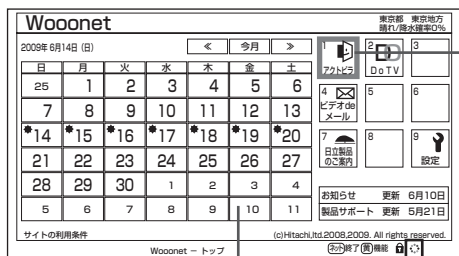 Wooonet
東京都 東京地方
晴れ/降水確率0%
2009年 6月14日 (日)
≪ 今月 ≫
日 月 火 水 木 金 土
25 1 2 3 4 5 6
7 8 9 10 11 12 13
*14 *15 *16 *17 *18 *19 *20
21 22 23 24 25 26 27
28 29 30 1 2 3 4
5 6 7 8 9 10 11
1 アクトビラ
2 DoTV
3
4 ビデオde
メール
5
6
7 日立製品
のご案内
8
9 設定
お知らせ 更新 6月10日
製品サポート 更新 5月21日
サイトの利用条件
(c)Hitachi,ltd.2008,2009. All rights reserved.
Wooonet − トップ
ネット終了 黄機能